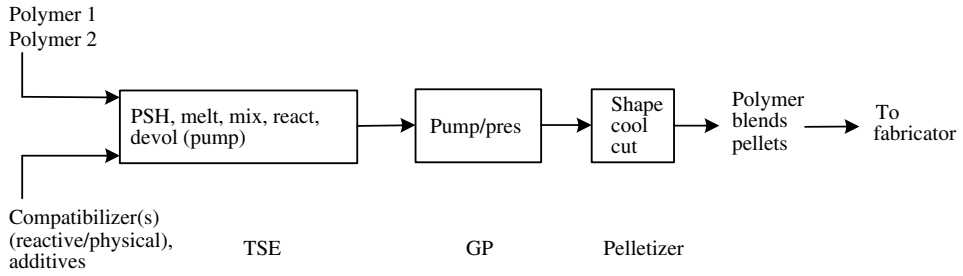 Polymer 1
Polymer 2
PSH, melt, mix, react,
devol (pump)
Pump/pres
Shape
cool
cut
Polymer
blends
pellets
To
fabricator
Compatibilizer(s)
(reactive/physical),
additives
TSE
GP
Pelletizer